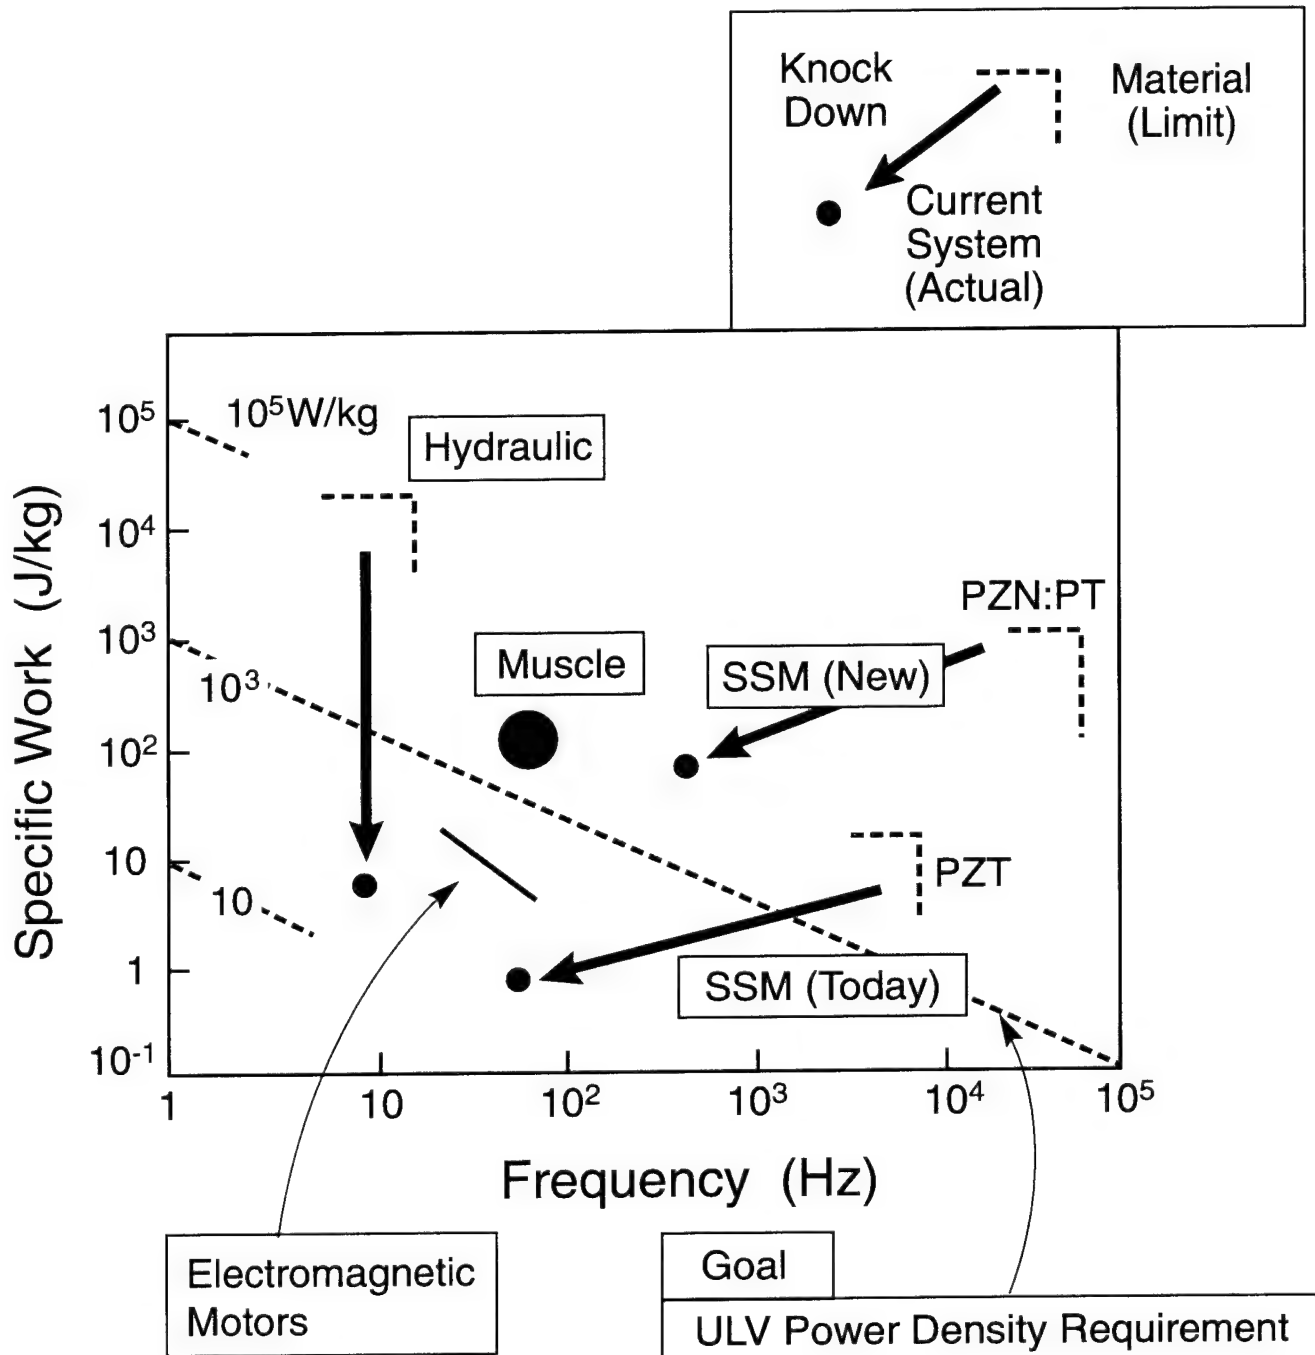 Knock
Down
Material
(Limit)
Current
System
(Actual)
Specific Work (J/kg)
10⁵
10⁴
10³
10²
10
1
10⁻¹
10⁵W/kg
Hydraulic
PZN:PT
Muscle
SSM (New)
10³
PZT
10
SSM (Today)
1
10
10²
10³
10⁴
10⁵
Frequency (Hz)
Electromagnetic
Motors
Goal
ULV Power Density Requirement